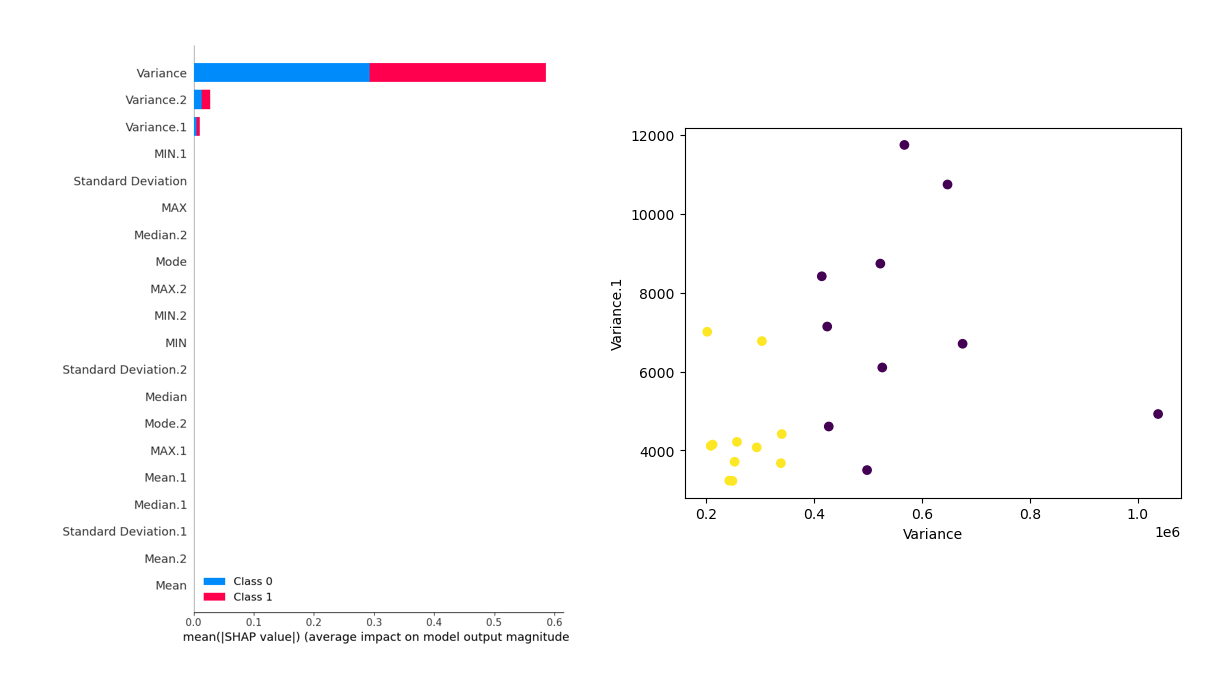 Variance
Variance.2
Variance.1
MIN.1
Standard Deviation
MAX
Median.2
Mode
MAX.2
MIN.2
MIN
Standard Deviation.2
Median
Mode.2
MAX.1
Mean.1
Median.1
Standard Deviation.1
Mean.2
Mean
Class 0
Class 1
0.0 0.1 0.2 0.3 0.4 0.5 0.6
mean(|SHAP value|) (average impact on model output magnitude
12000
10000
8000
6000
4000
Variance.1
0.2 0.4 0.6 0.8 1.0
1e6
Variance